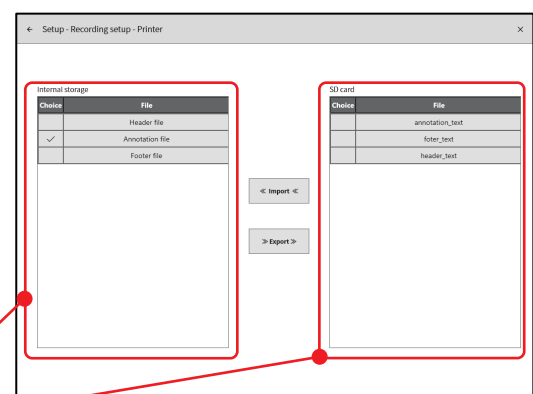 ← Setup - Recording setup - Printer ×
Internal storage
Choice File
Header file
✓ Annotation file
Footer file
≪ Import ≪
≫ Export ≫
SD card
Choice File
annotation_text
foter_text
header_text